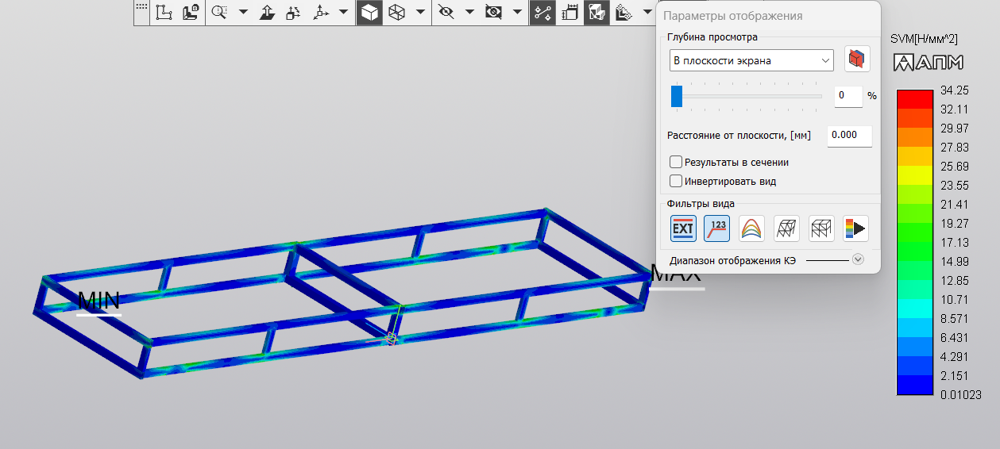 Параметры отображения
Глубина просмотра
В плоскости экрана
0 %
Расстояние от плоскости, [мм] 0.000
Результаты в сечении
Инвертировать вид
Фильтры вида
EXT 123
Диапазон отображения КЭ
MIN
MAX
SVM[Н/мм^2]
АПМ
34.25
32.11
29.97
27.83
25.69
23.55
21.41
19.27
17.13
14.99
12.85
10.71
8.571
6.431
4.291
2.151
0.01023